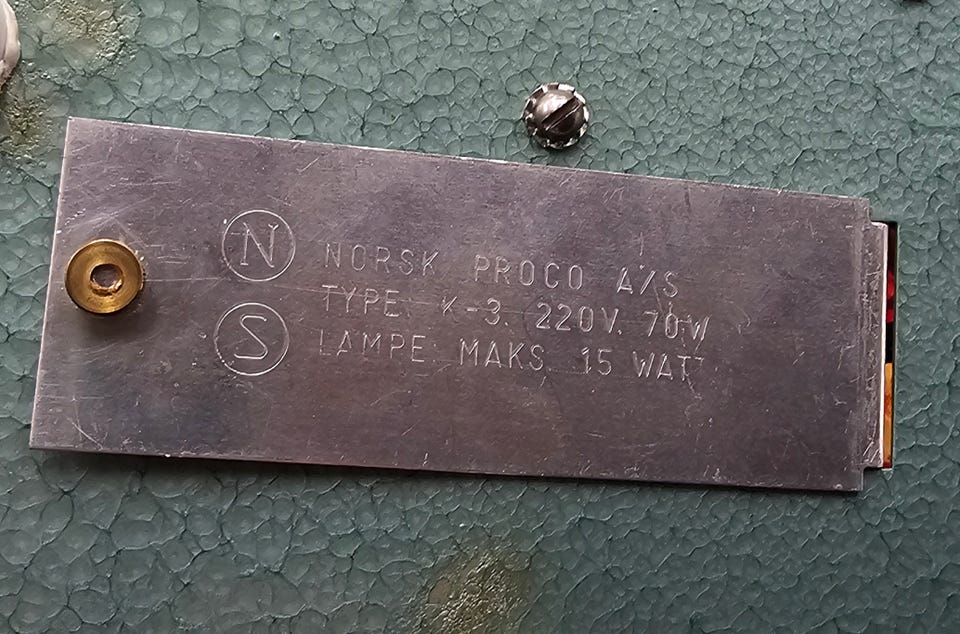 N NORSK PROCO A/S
TYPE: K-3. 220V. 70W
S LAMPE: MAKS. 15 WATT